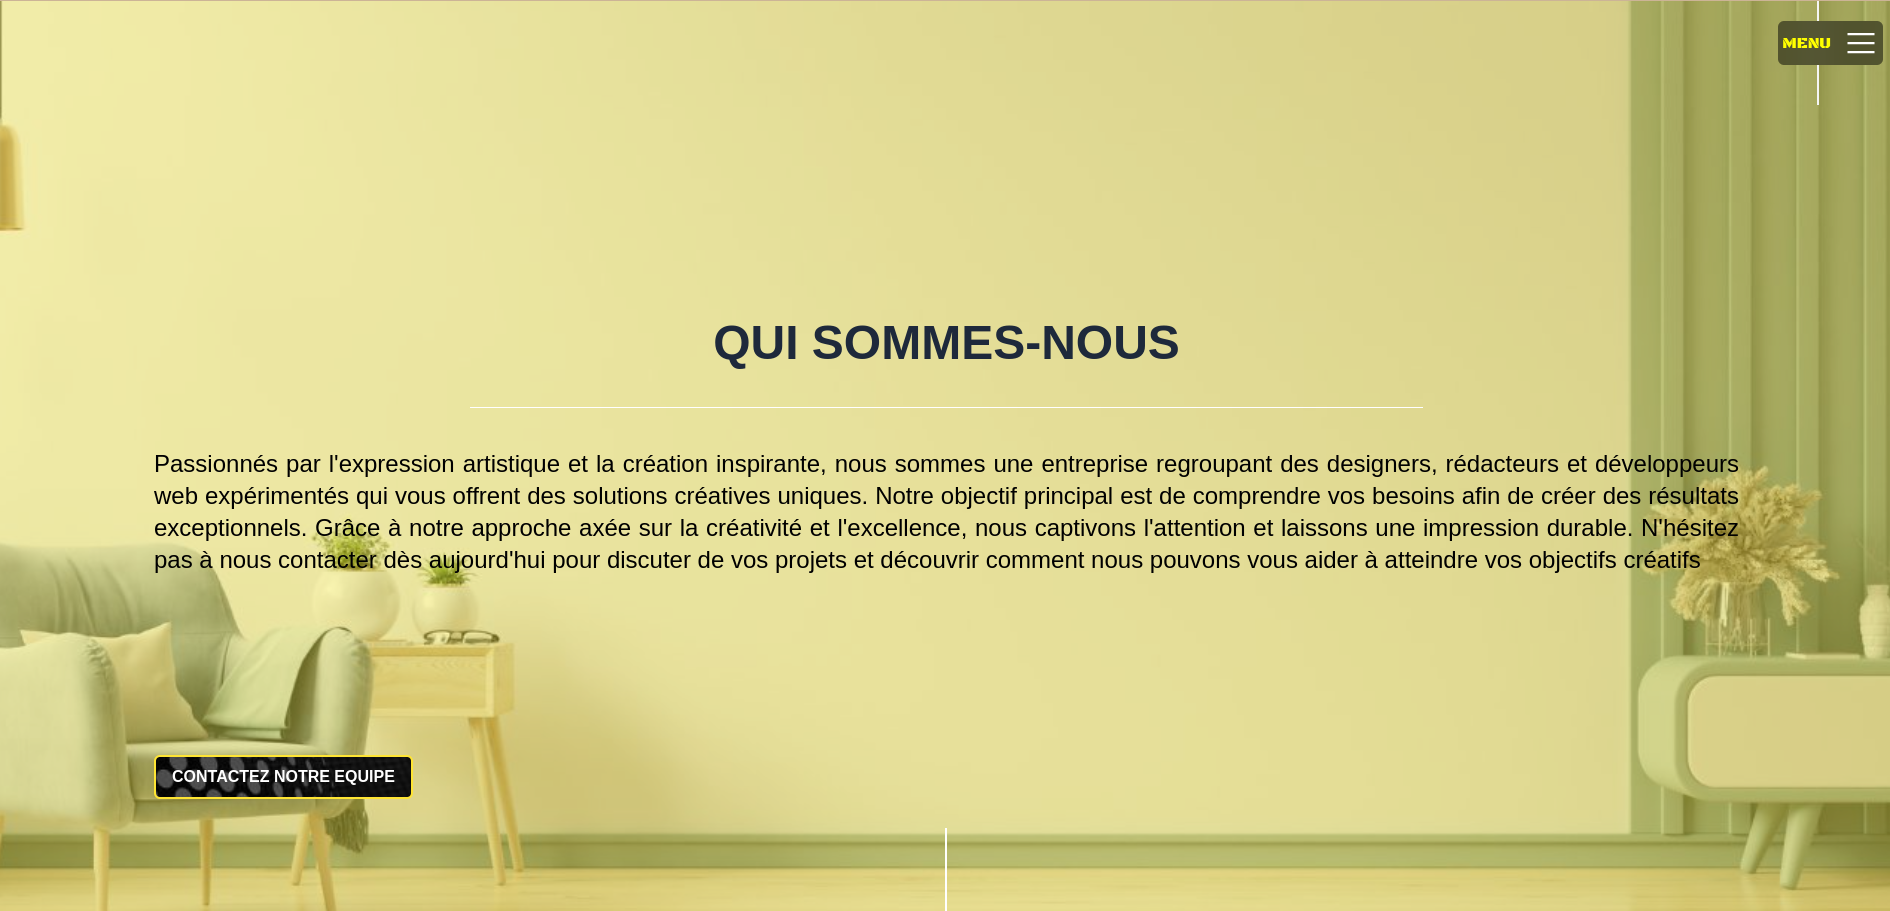 MENU
QUI SOMMES-NOUS
Passionnés par l'expression artistique et la création inspirante, nous sommes une entreprise regroupant des designers, rédacteurs et développeurs
web expérimentés qui vous offrent des solutions créatives uniques. Notre objectif principal est de comprendre vos besoins afin de créer des résultats
exceptionnels. Grâce à notre approche axée sur la créativité et l'excellence, nous captivons l'attention et laissons une impression durable. N'hésitez
pas à nous contacter dès aujourd'hui pour discuter de vos projets et découvrir comment nous pouvons vous aider à atteindre vos objectifs créatifs
CONTACTEZ NOTRE EQUIPE